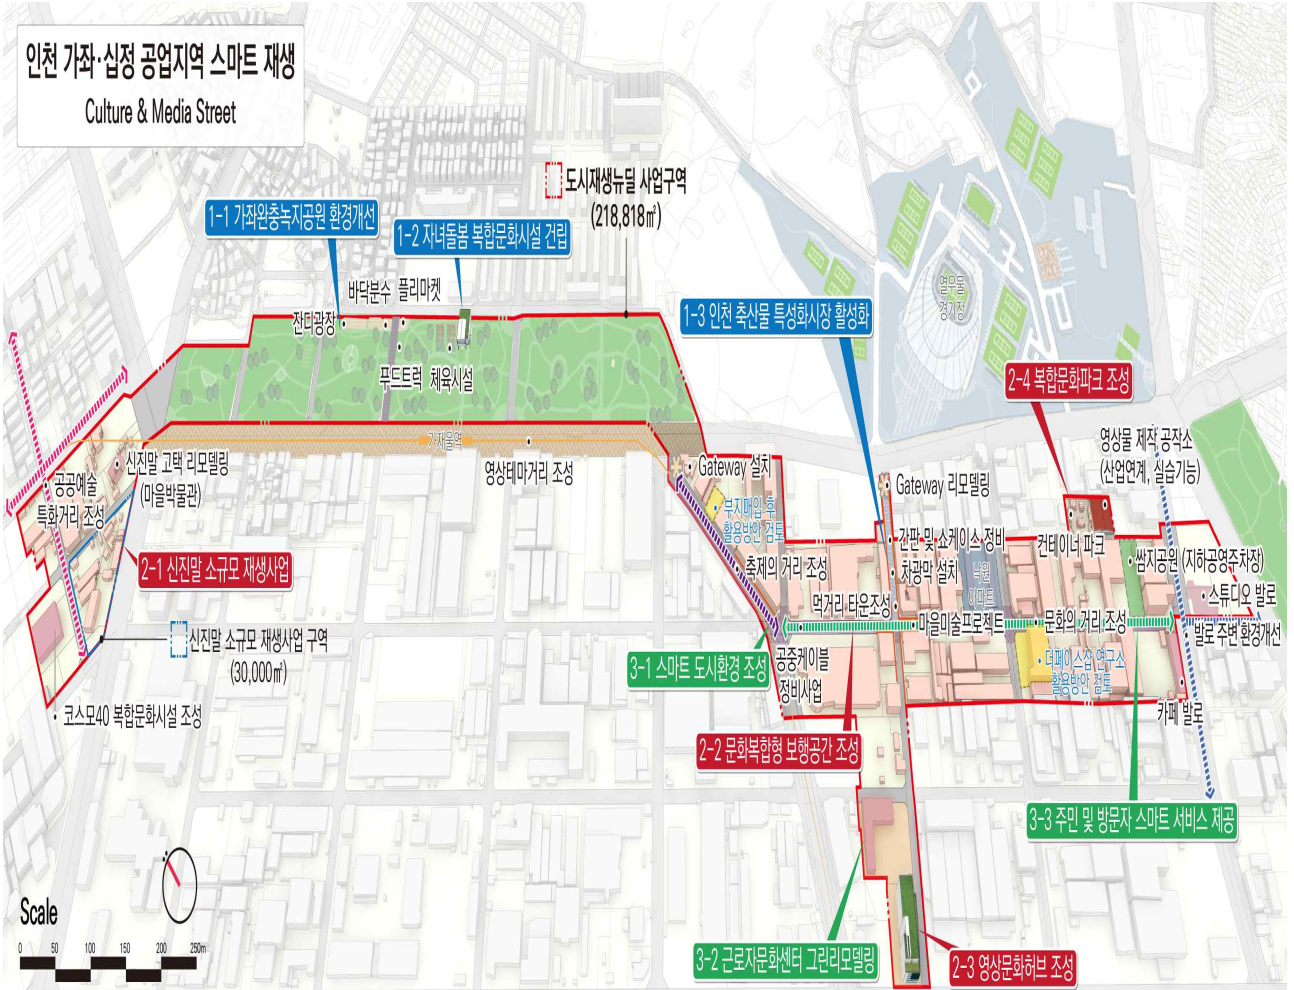 인천 가좌·십정 공업지역 스마트 재생
Culture & Media Street
도시재생뉴딜 사업구역
(218,818㎡)
1-1 가좌완충녹지공원 환경개선
1-2 자녀돌봄 복합문화시설 건립
바닥분수 플리마켓
잔디광장
푸드트럭 체육시설
1-3 인천 축산물 특성화시장 활성화
열우물
경기장
2-4 복합문화파크 조성
영상물 제작 공작소
(산업연계, 실습기능)
가재울역
영상테마거리 조성
신진말 고택 리모델링
(마을박물관)
공공예술
특화거리 조성
2-1 신진말 소규모 재생사업
신진말 소규모 재생사업 구역
(30,000㎡)
코스모40 복합문화시설 조성
Gateway 설치
부지매입 후
활용방안 검토
축제의 거리 조성
Gateway 리모델링
간판 및 쇼케이스 정비
차광막 설치
낙원
아파트
컨테이너 파크
쌈지공원 (지하공영주차장)
스튜디오 발로
먹거리 타운조성
마을미술프로젝트
문화의 거리 조성
발로 주변 환경개선
3-1 스마트 도시환경 조성
공중케이블
정비사업
더페이스샵 연구소
활용방안 검토
카페 발로
2-2 문화복합형 보행공간 조성
3-3 주민 및 방문자 스마트 서비스 제공
3-2 근로자문화센터 그린리모델링
2-3 영상문화허브 조성
Scale
0 50 100 150 200 250m